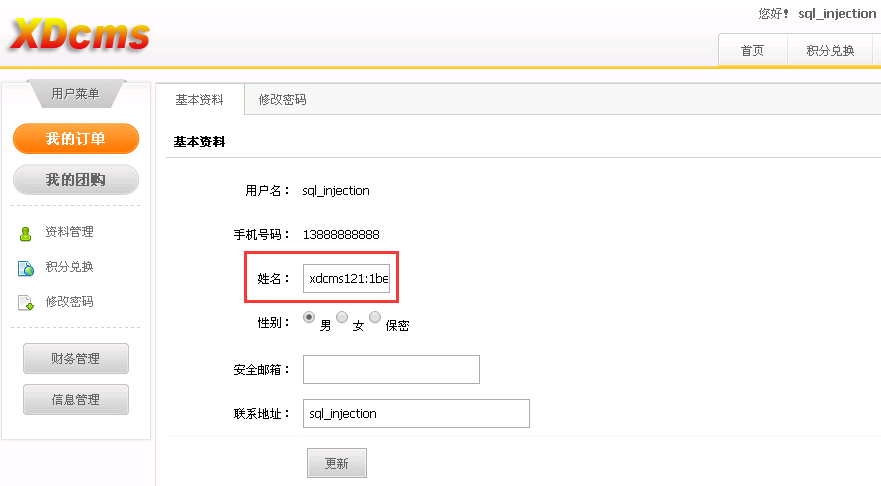 XDcms
您好! sql_injection
首页 积分兑换
用户菜单
我的订单
我的团购
资料管理
积分兑换
修改密码
财务管理
信息管理
基本资料 修改密码
基本资料
用户名： sql_injection
手机号码： 13888888888
姓名： xdcms121:1be
性别： 男 女 保密
安全邮箱：
联系地址： sql_injection
更新